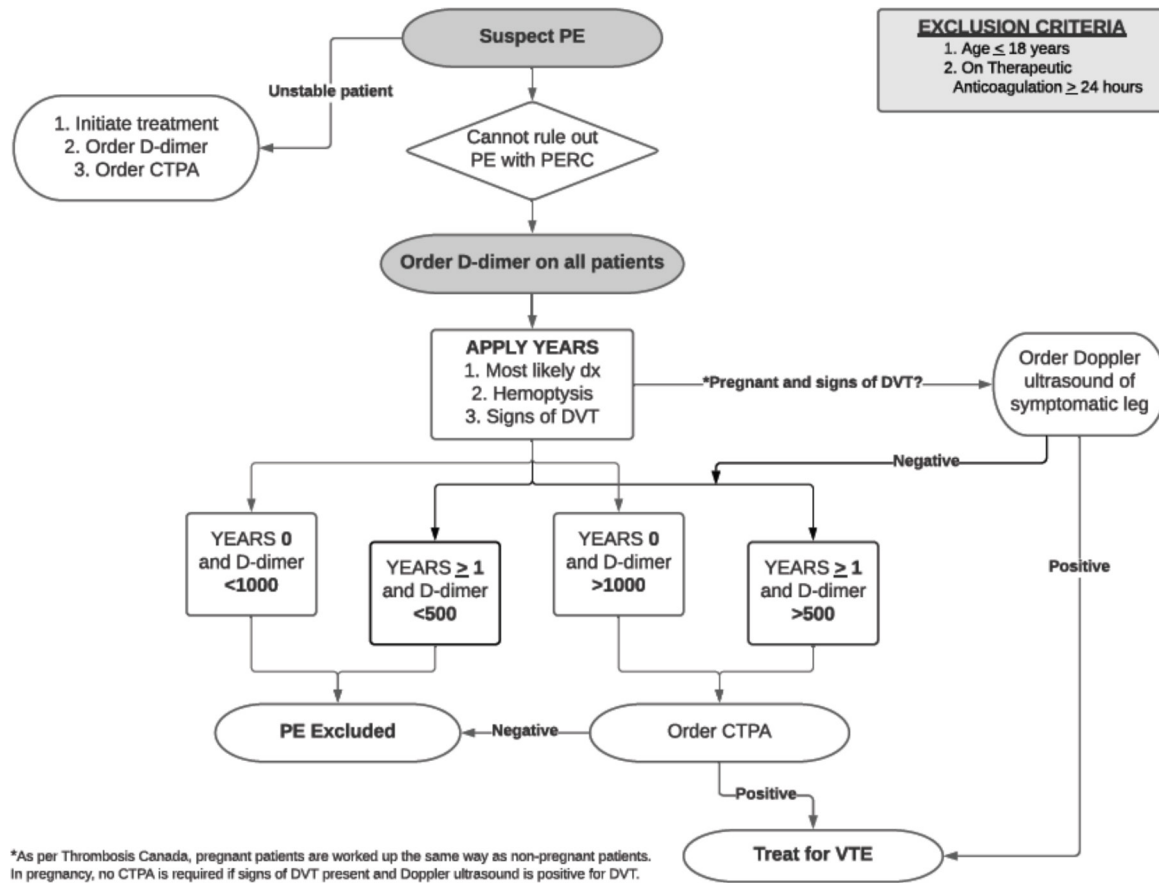 Suspect PE
EXCLUSION CRITERIA
1. Age ≤ 18 years
2. On Therapeutic
Anticoagulation ≥ 24 hours
Unstable patient
1. Initiate treatment
2. Order D-dimer
3. Order CTPA
Cannot rule out
PE with PERC
Order D-dimer on all patients
APPLY YEARS
1. Most likely dx
2. Hemoptysis
3. Signs of DVT
*Pregnant and signs of DVT?
Order Doppler
ultrasound of
symptomatic leg
Negative
Positive
YEARS 0
and D-dimer
<1000
YEARS ≥ 1
and D-dimer
<500
YEARS 0
and D-dimer
>1000
YEARS ≥ 1
and D-dimer
>500
PE Excluded
Negative
Order CTPA
Positive
Treat for VTE
*As per Thrombosis Canada, pregnant patients are worked up the same way as non-pregnant patients.
In pregnancy, no CTPA is required if signs of DVT present and Doppler ultrasound is positive for DVT.